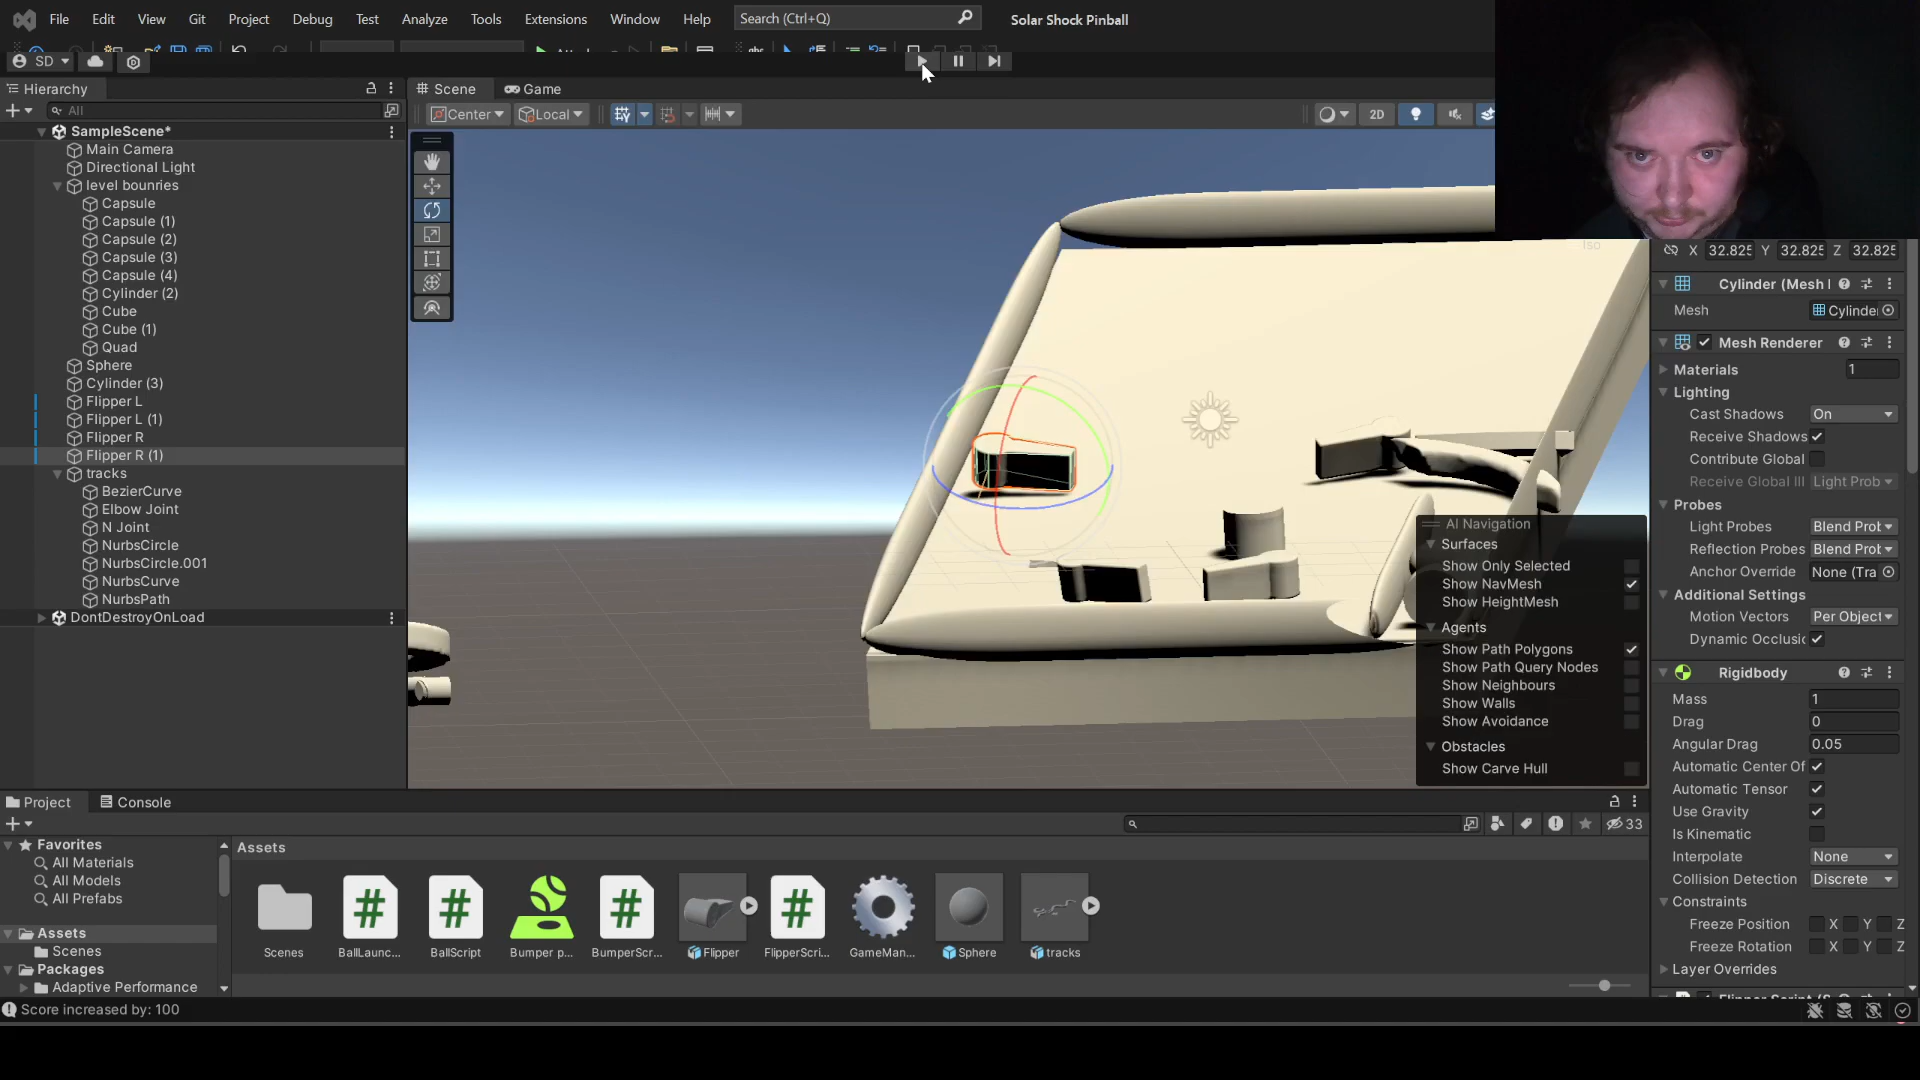 File Edit View Git Project Debug Test Analyze Tools Extensions Window Help Search (Ctrl+Q) Solar Shock Pinball
SD
Hierarchy
All
SampleScene*
Main Camera
Directional Light
level bounries
Capsule
Capsule (1)
Capsule (2)
Capsule (3)
Capsule (4)
Cylinder (2)
Cube
Cube (1)
Quad
Sphere
Cylinder (3)
Flipper L
Flipper L (1)
Flipper R
Flipper R (1)
tracks
BezierCurve
Elbow Joint
N Joint
NurbsCircle
NurbsCircle.001
NurbsCurve
NurbsPath
DontDestroyOnLoad
Scene Game
Center Local 2D
Iso
AI Navigation
Surfaces
Show Only Selected
Show NavMesh
Show HeightMesh
Agents
Show Path Polygons
Show Path Query Nodes
Show Neighbours
Show Walls
Show Avoidance
Obstacles
Show Carve Hull
X 32.825 Y 32.825 Z 32.825
Cylinder (Mesh
Mesh Cylinde
Mesh Renderer
Materials 1
Lighting
Cast Shadows On
Receive Shadows
Contribute Global
Receive Global Ill Light Prob
Probes
Light Probes Blend Prob
Reflection Probes Blend Prob
Anchor Override None (Tra
Additional Settings
Motion Vectors Per Object
Dynamic Occlusic
Rigidbody
Mass 1
Drag 0
Angular Drag 0.05
Automatic Center Of
Automatic Tensor
Use Gravity
Is Kinematic
Interpolate None
Collision Detection Discrete
Constraints
Freeze Position X Y Z
Freeze Rotation X Y Z
Layer Overrides
Project Console
33
Favorites
All Materials
All Models
All Prefabs
Assets
Scenes
Packages
Adaptive Performance
Assets
Scenes BallLaunc... BallScript Bumper p... BumperScr... Flipper FlipperScri... GameMan... Sphere tracks
Score increased by: 100